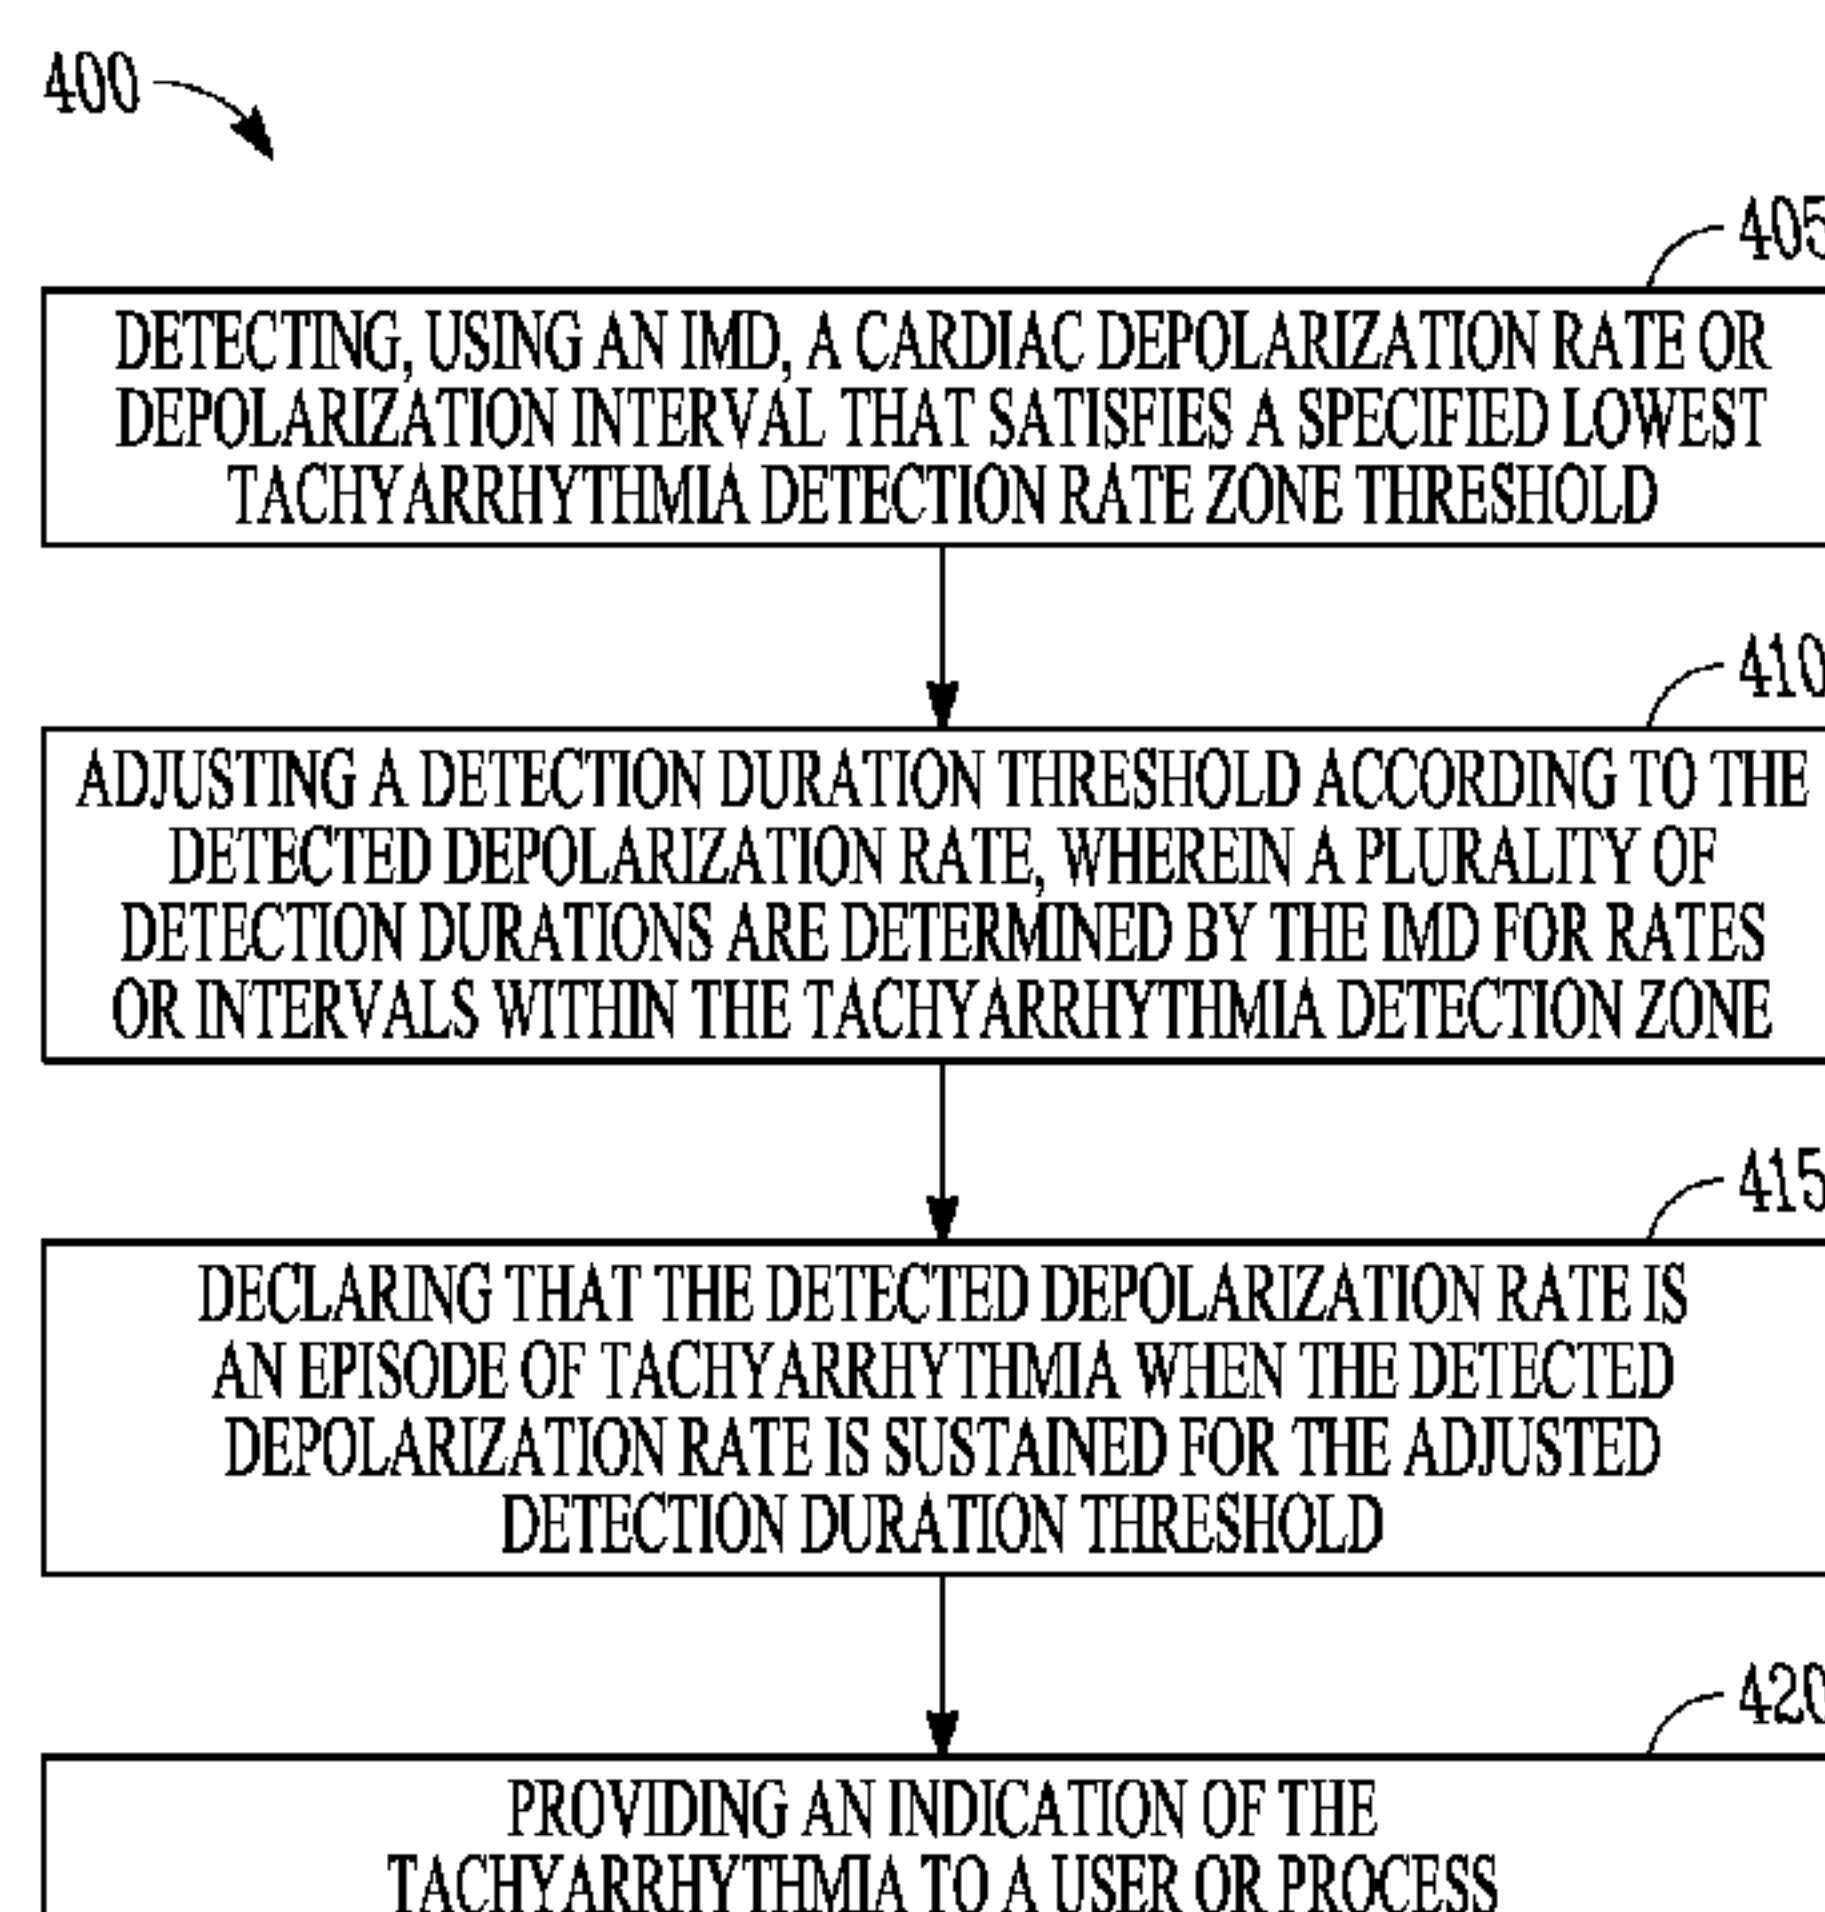 400
405
DETECTING, USING AN IMD, A CARDIAC DEPOLARIZATION RATE OR
DEPOLARIZATION INTERVAL THAT SATISFIES A SPECIFIED LOWEST
TACHYARRHYTHMIA DETECTION RATE ZONE THRESHOLD
410
ADJUSTING A DETECTION DURATION THRESHOLD ACCORDING TO THE
DETECTED DEPOLARIZATION RATE, WHEREIN A PLURALITY OF
DETECTION DURATIONS ARE DETERMINED BY THE IMD FOR RATES
OR INTERVALS WITHIN THE TACHYARRHYTHMIA DETECTION ZONE
415
DECLARING THAT THE DETECTED DEPOLARIZATION RATE IS
AN EPISODE OF TACHYARRHYTHMIA WHEN THE DETECTED
DEPOLARIZATION RATE IS SUSTAINED FOR THE ADJUSTED
DETECTION DURATION THRESHOLD
420
PROVIDING AN INDICATION OF THE
TACHYARRHYTHMIA TO A USER OR PROCESS